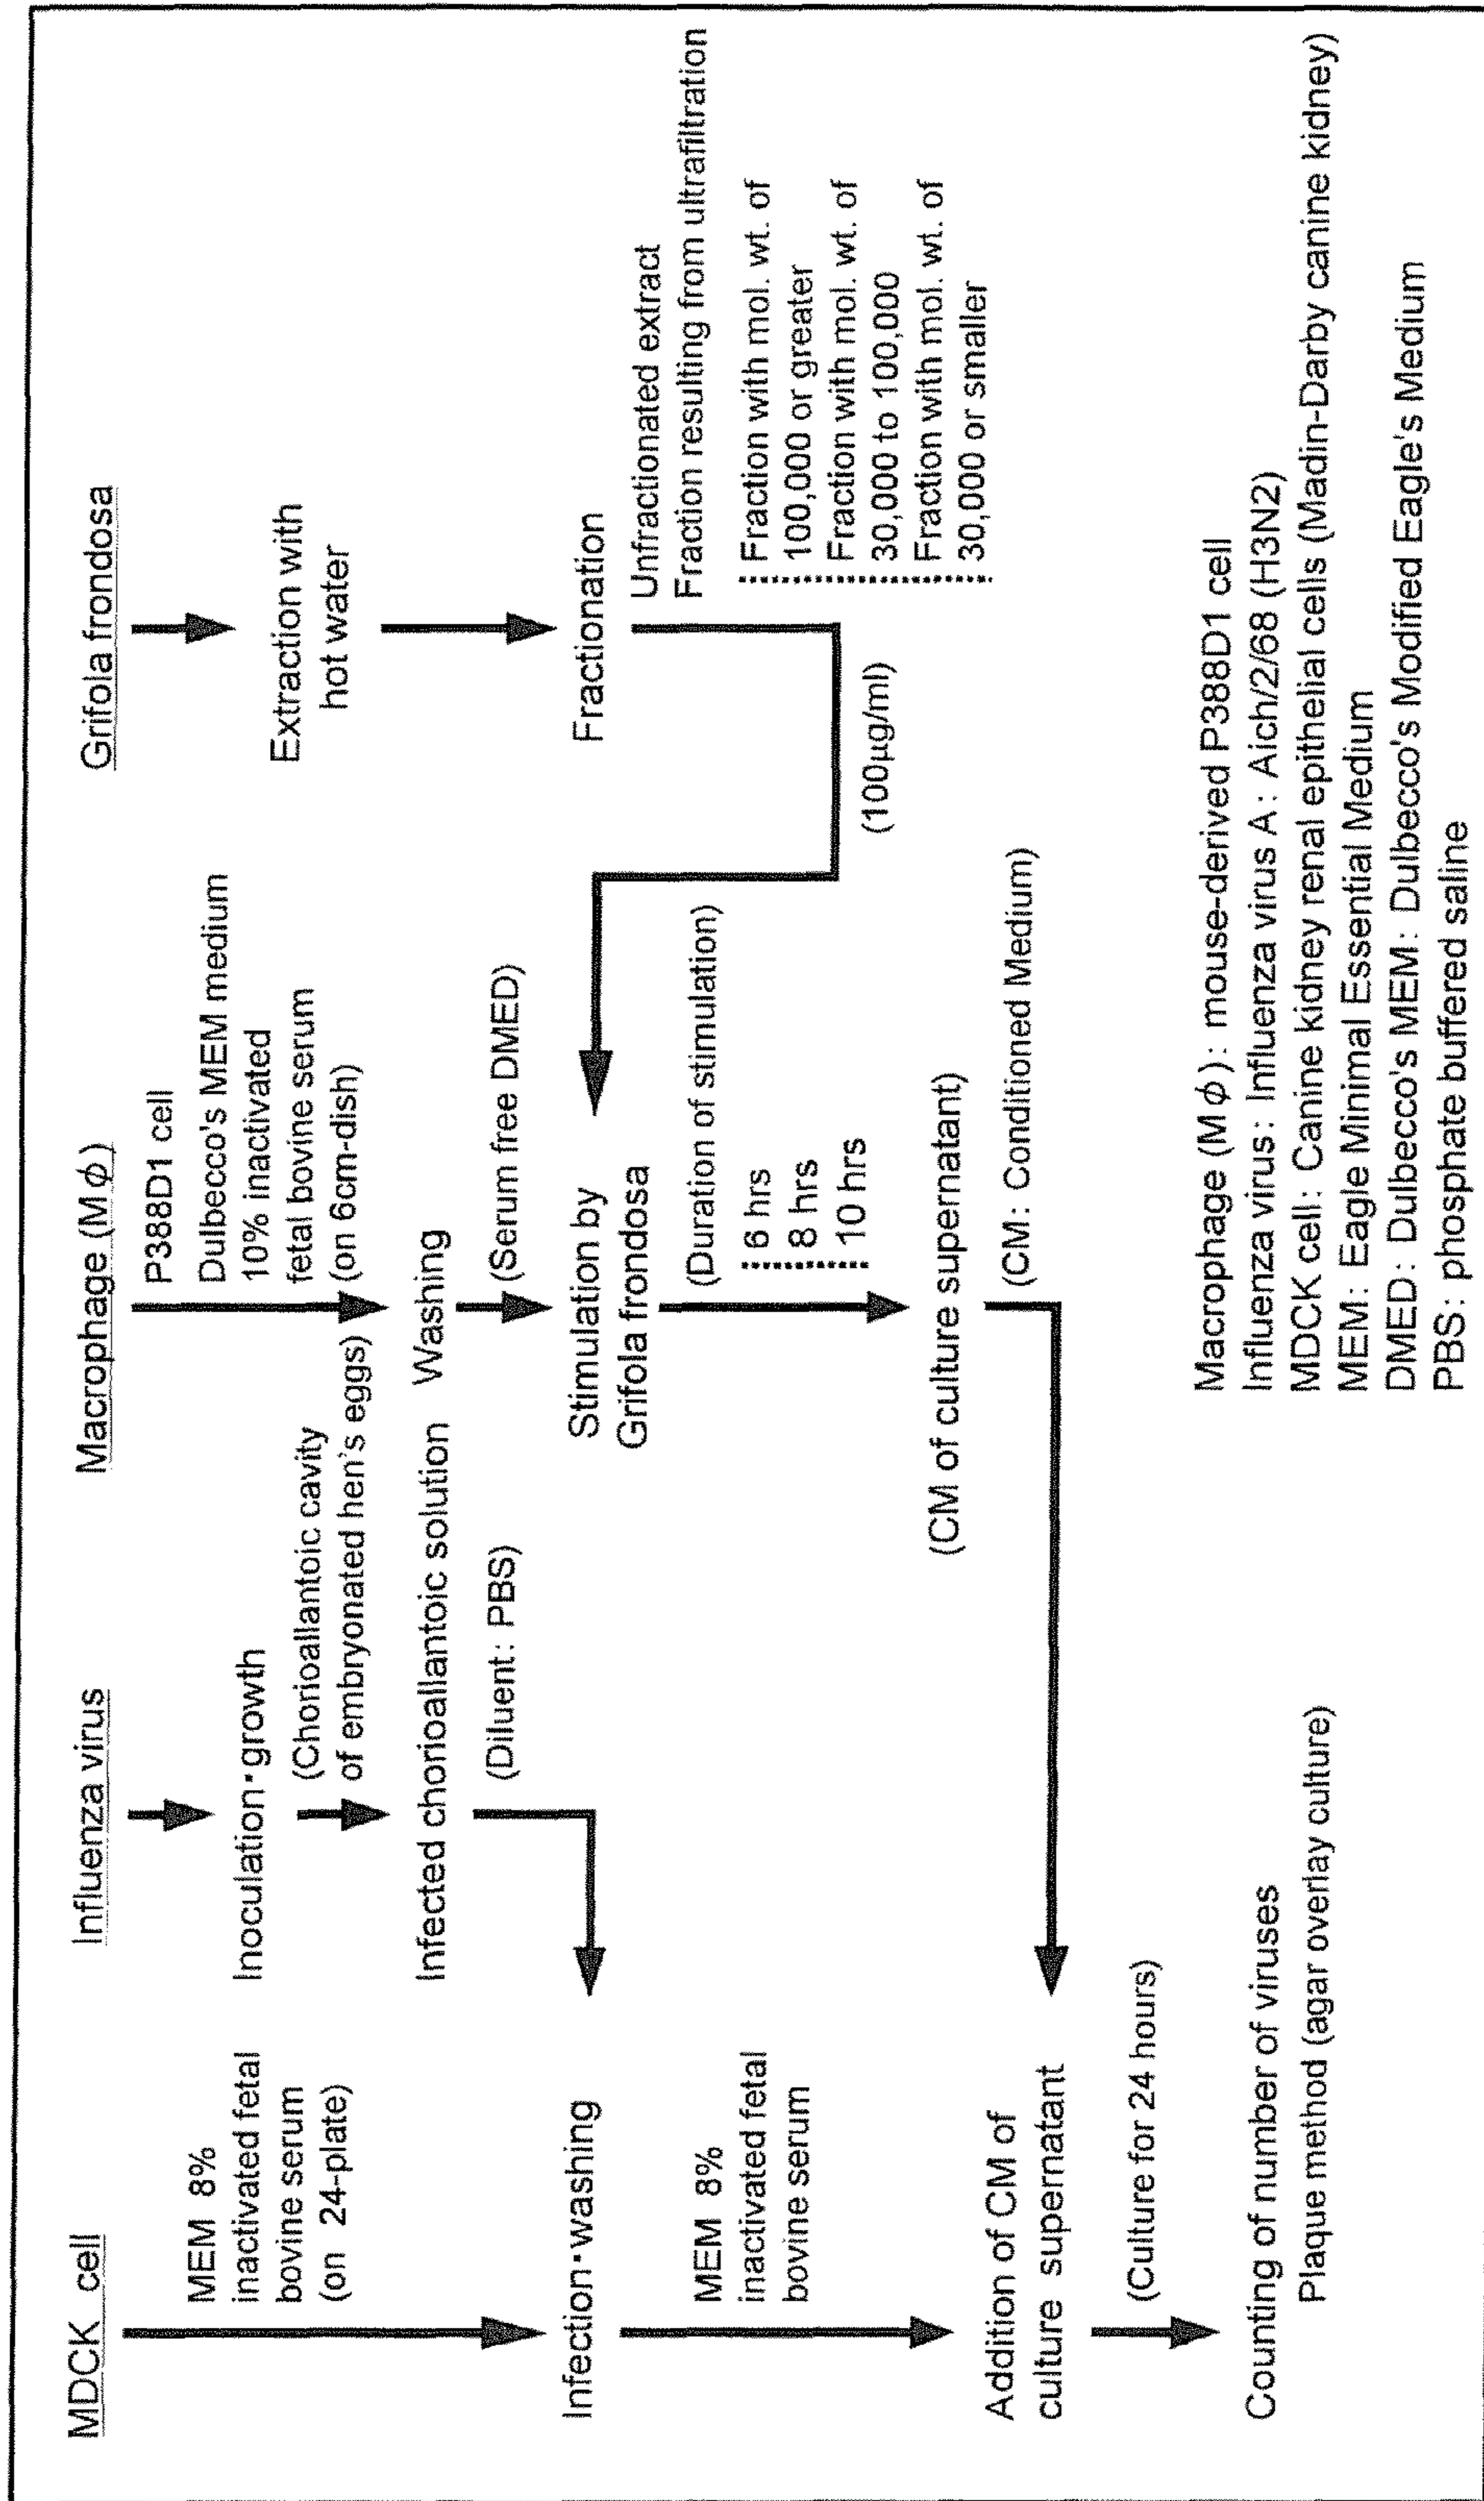 MDCK cell
MEM 8%
inactivated fetal
bovine serum
(on 24-plate)
Infection·washing
MEM 8%
inactivated fetal
bovine serum
Addition of CM of
culture supernatant
(Culture for 24 hours)
Counting of number of viruses
Plaque method (agar overlay culture)
Influenza virus
Inoculation·growth
(Chorioallantoic cavity
of embryonated hen's eggs)
Infected chorioallantoic solution
(Diluent: PBS)
Macrophage (Mϕ)
P388D1 cell
Dulbecco's MEM medium
10% inactivated
fetal bovine serum
(on 6cm-dish)
Washing
(Serum free DMED)
Stimulation by
Grifola frondosa
(Duration of stimulation)
6 hrs
8 hrs
10 hrs
(CM of culture supernatant)
(CM: Conditioned Medium)
Grifola frondosa
Extraction with
hot water
Fractionation
Unfractionated extract
Fraction resulting from ultrafiltration
Fraction with mol. wt. of
100,000 or greater
Fraction with mol. wt. of
30,000 to 100,000
Fraction with mol. wt. of
30,000 or smaller
(100μg/ml)
Macrophage (Mϕ): mouse-derived P388D1 cell
Influenza virus: Influenza virus A: Aich/2/68 (H3N2)
MDCK cell: Canine kidney renal epithelial cells (Madin-Darby canine kidney)
MEM: Eagle Minimal Essential Medium
DMED: Dulbecco's MEM: Dulbecco's Modified Eagle's Medium
PBS: phosphate buffered saline